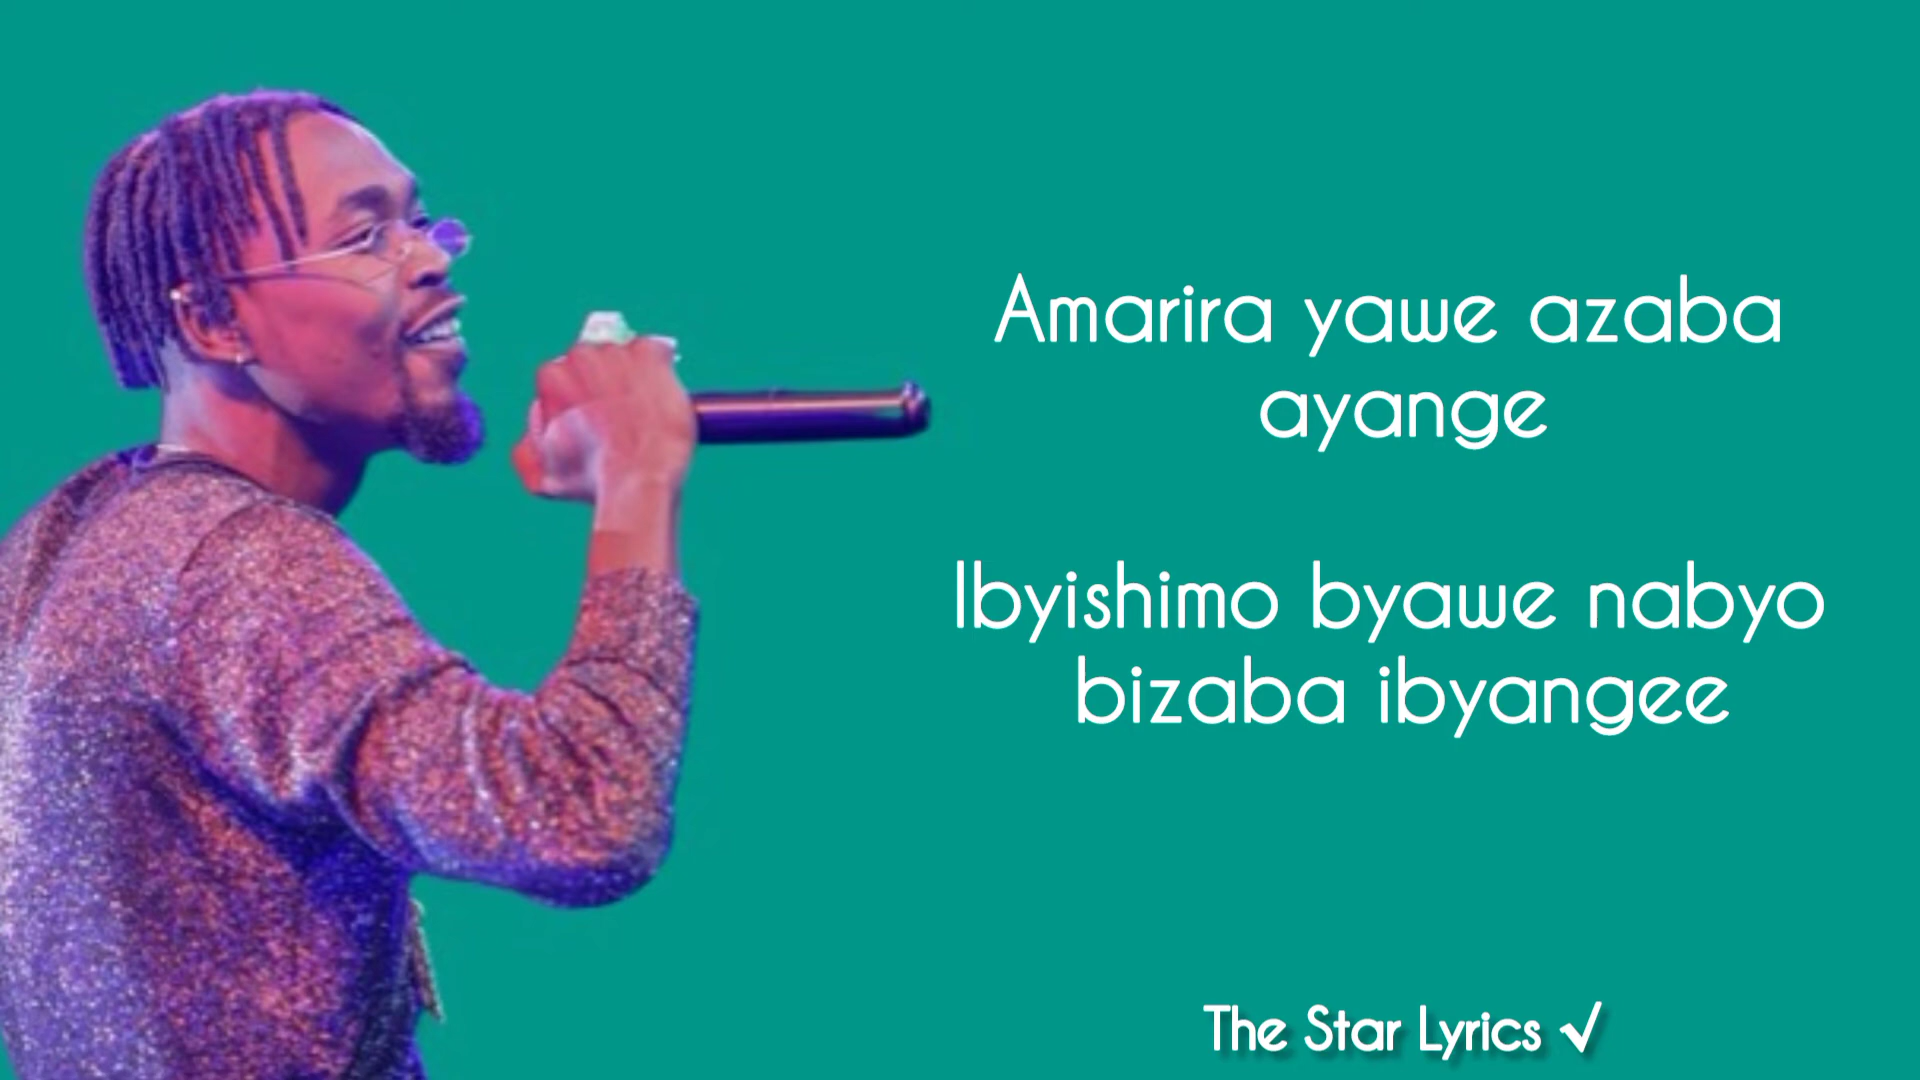 Amarira yawe azaba
ayange
Ibyishimo byawe nabyo
bizaba ibyangee
The Star Lyrics √